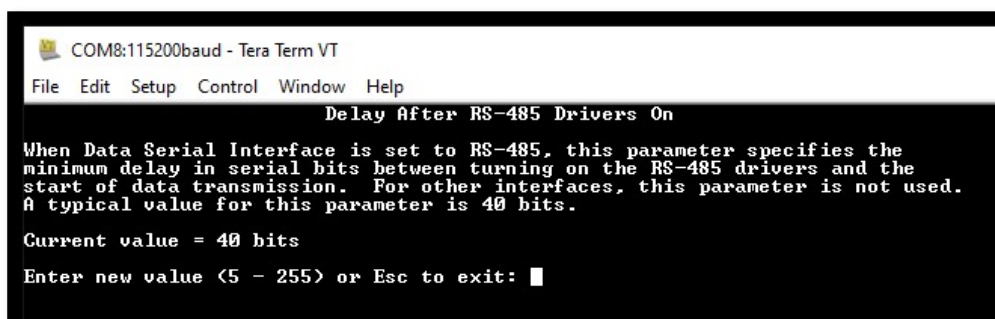 COM8:115200baud - Tera Term VT
File Edit Setup Control Window Help
Delay After RS-485 Drivers On
When Data Serial Interface is set to RS-485, this parameter specifies the
minimum delay in serial bits between turning on the RS-485 drivers and the
start of data transmission.  For other interfaces, this parameter is not used.
A typical value for this parameter is 40 bits.
Current value = 40 bits
Enter new value (5 - 255) or Esc to exit: